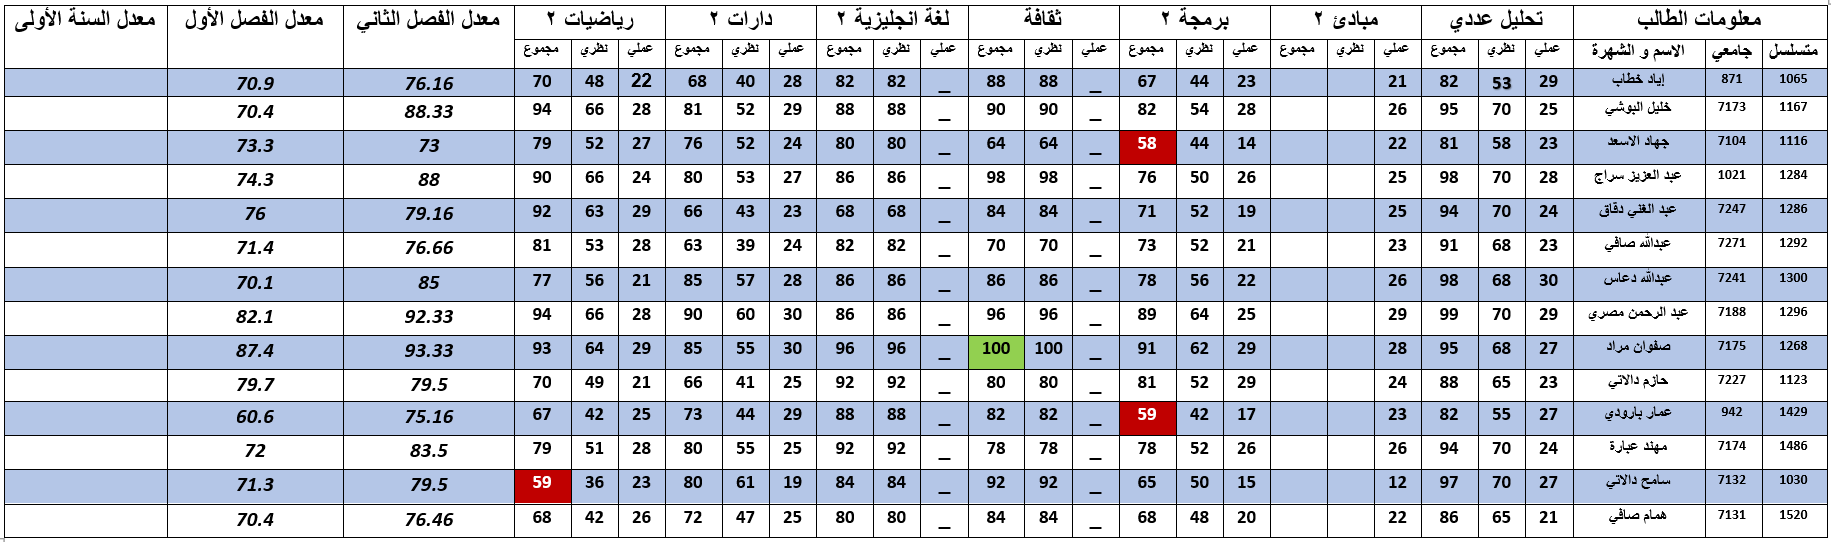 معلومات الطالب تحليل عددي مبادئ ٢ برمجة ٢ ثقافة لغة انجليزية ٢ دارات ٢ رياضيات ٢ معدل الفصل الثاني معدل الفصل الأول معدل السنة الأولى
متسلسل جامعي الاسم و الشهرة عملي نظري مجموع عملي نظري مجموع عملي نظري مجموع عملي نظري مجموع عملي نظري مجموع عملي نظري مجموع عملي نظري مجموع
1065 871 إياد خطاب 29 53 82 21 23 44 67 _ 88 88 _ 82 82 28 40 68 22 48 70 76.16 70.9
1167 7173 خليل البوشي 25 70 95 26 28 54 82 _ 90 90 _ 88 88 29 52 81 28 66 94 88.33 70.4
1116 7104 جهاد الاسعد 23 58 81 22 14 44 58 _ 64 64 _ 80 80 24 52 76 27 52 79 73 73.3
1284 1021 عبد العزيز سراج 28 70 98 25 26 50 76 _ 98 98 _ 86 86 27 53 80 24 66 90 88 74.3
1286 7247 عبد الغني دقاق 24 70 94 25 19 52 71 _ 84 84 _ 68 68 23 43 66 29 63 92 79.16 76
1292 7271 عبدالله صافي 23 68 91 23 21 52 73 _ 70 70 _ 82 82 24 39 63 28 53 81 76.66 71.4
1300 7241 عبدالله دعاس 30 68 98 26 22 56 78 _ 86 86 _ 86 86 28 57 85 21 56 77 85 70.1
1296 7188 عبد الرحمن مصري 29 70 99 29 25 64 89 _ 96 96 _ 86 86 30 60 90 28 66 94 92.33 82.1
1268 7175 صفوان مراد 27 68 95 28 29 62 91 _ 100 100 _ 96 96 30 55 85 29 64 93 93.33 87.4
1123 7227 حازم دالاتي 23 65 88 24 29 52 81 _ 80 80 _ 92 92 25 41 66 21 49 70 79.5 79.7
1429 942 عمار بارودي 27 55 82 23 17 42 59 _ 82 82 _ 88 88 29 44 73 25 42 67 75.16 60.6
1486 7174 مهند عبارة 24 70 94 26 26 52 78 _ 78 78 _ 92 92 25 55 80 28 51 79 83.5 72
1030 7132 سامح دالاتي 27 70 97 12 15 50 65 _ 92 92 _ 84 84 19 61 80 23 36 59 79.5 71.3
1520 7131 همام صافي 21 65 86 22 20 48 68 _ 84 84 _ 80 80 25 47 72 26 42 68 76.46 70.4